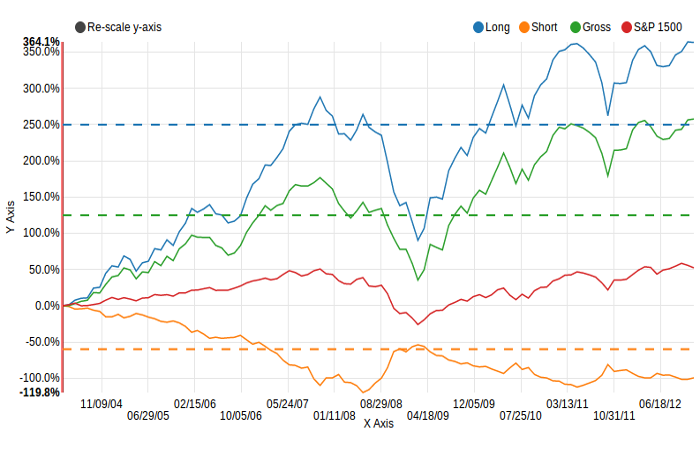 Re-scale y-axis Long Short Gross S&P 1500
364.1%
350.0%
300.0%
250.0%
200.0%
150.0%
100.0%
50.0%
0.0%
-50.0%
-100.0%
-119.8%
Y Axis
11/09/04 02/15/06 05/24/07 08/29/08 12/05/09 03/13/11 06/18/12
06/29/05 10/05/06 01/11/08 04/18/09 07/25/10 10/31/11
X Axis